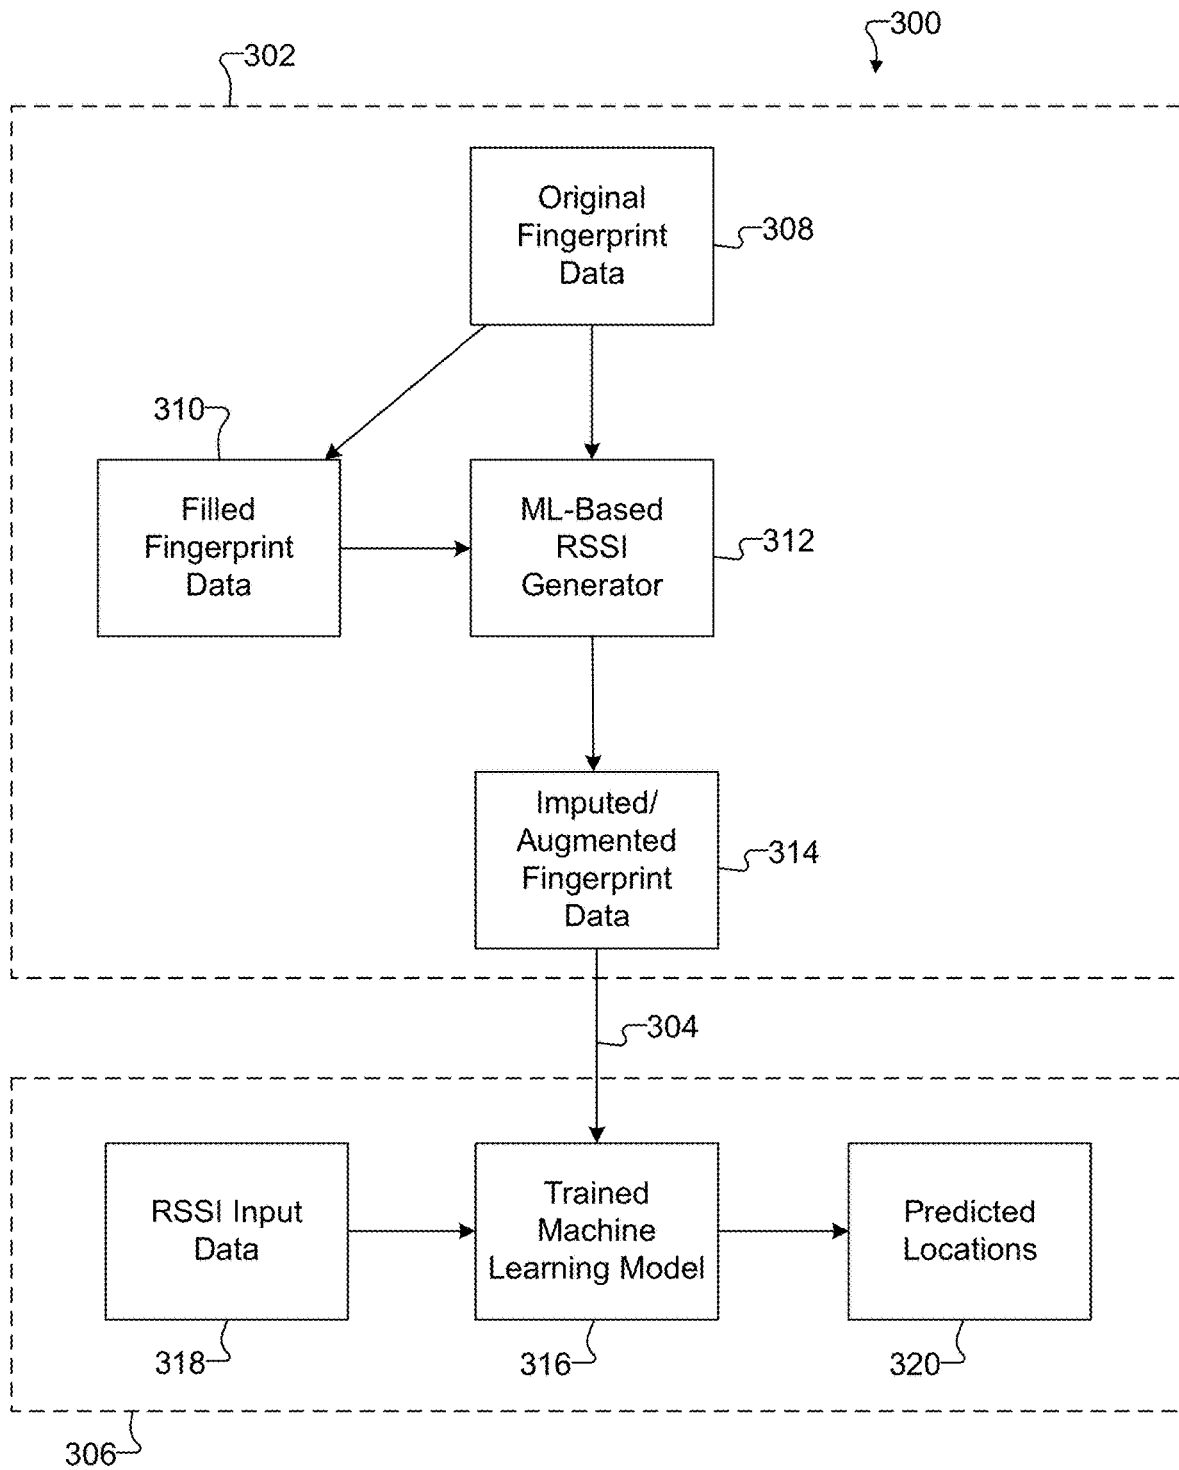 300
302
Original
Fingerprint
Data
308
310
Filled
Fingerprint
Data
ML-Based
RSSI
Generator
312
Imputed/
Augmented
Fingerprint
Data
314
304
RSSI Input
Data
Trained
Machine
Learning Model
Predicted
Locations
318
316
320
306